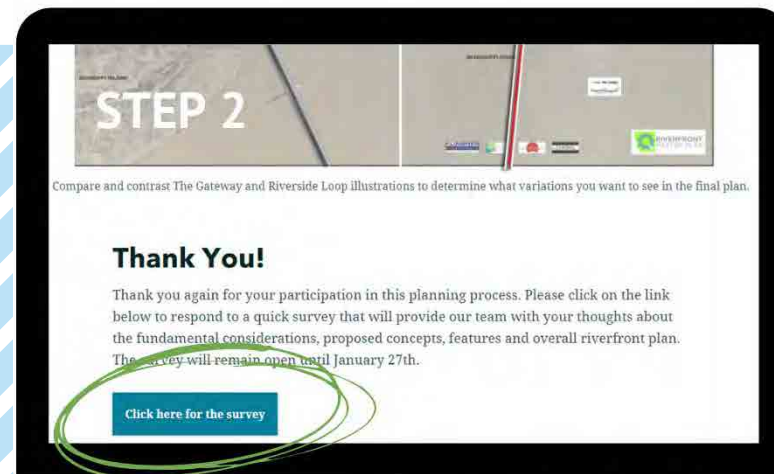 STEP 2
RIVERFRONT
MASTER PLAN
Compare and contrast The Gateway and Riverside Loop illustrations to determine what variations you want to see in the final plan.
Thank You!
Thank you again for your participation in this planning process. Please click on the link
below to respond to a quick survey that will provide our team with your thoughts about
the fundamental considerations, proposed concepts, features and overall riverfront plan.
The survey will remain open until January 27th.
Click here for the survey